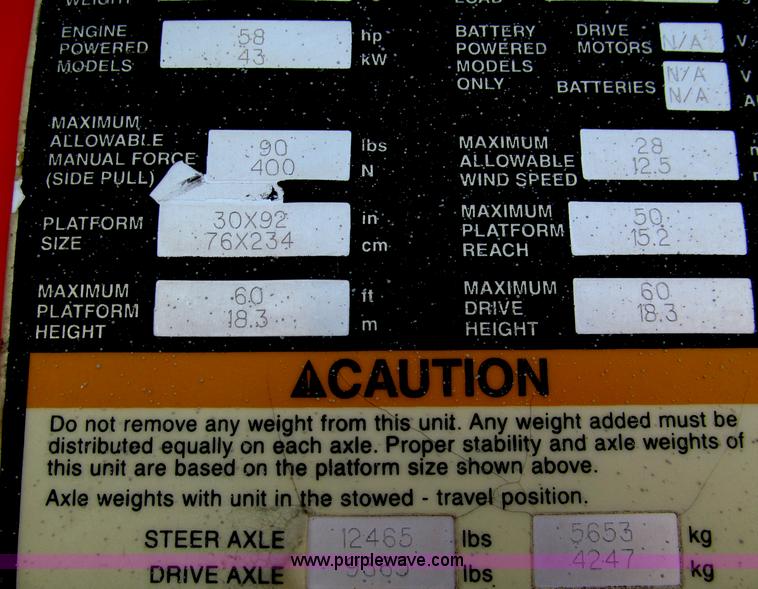 WEIGHT
LOAD
ENGINE POWERED MODELS 58 hp 43 kW
BATTERY POWERED MODELS ONLY
DRIVE MOTORS N/A V
BATTERIES N/A V
N/A
MAXIMUM ALLOWABLE MANUAL FORCE (SIDE PULL) 90 lbs 400 N
MAXIMUM ALLOWABLE WIND SPEED 28 12.5
PLATFORM SIZE 30X92 in 76X234 cm
MAXIMUM PLATFORM REACH 50 15.2
MAXIMUM PLATFORM HEIGHT 60 ft 18.3 m
MAXIMUM DRIVE HEIGHT 60 18.3
CAUTION
Do not remove any weight from this unit. Any weight added must be
distributed equally on each axle. Proper stability and axle weights of
this unit are based on the platform size shown above.
Axle weights with unit in the stowed - travel position.
STEER AXLE 12465 lbs 5653 kg
DRIVE AXLE lbs 4247 kg
www.purplewave.com